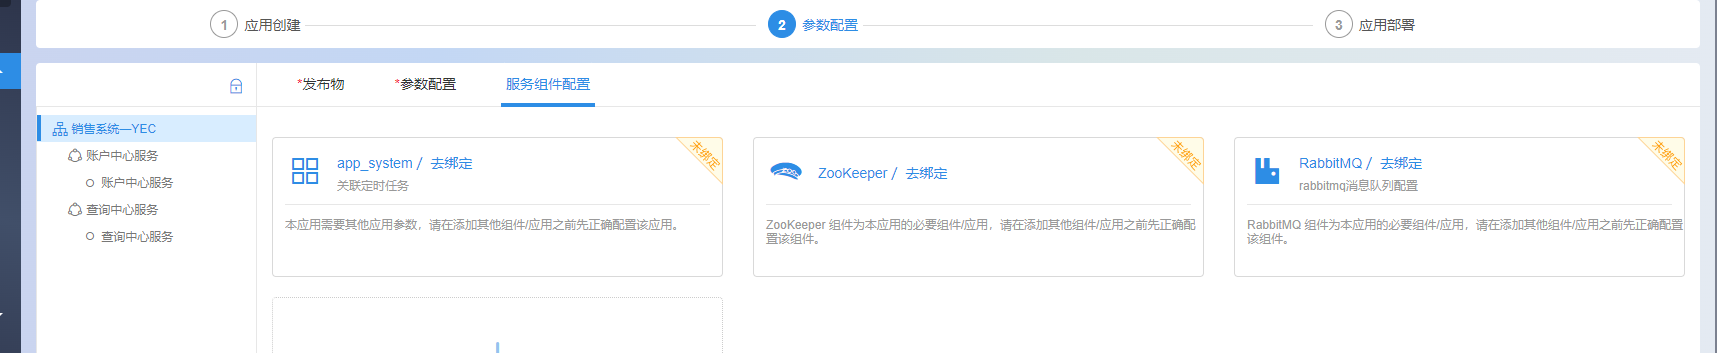 1 应用创建
2 参数配置
3 应用部署
*发布物
*参数配置
服务组件配置
销售系统—YEC
账户中心服务
账户中心服务
查询中心服务
查询中心服务
app_system / 去绑定
关联定时任务
未绑定
本应用需要其他应用参数，请在添加其他组件/应用之前先正确配置该应用。
ZooKeeper / 去绑定
未绑定
ZooKeeper 组件为本应用的必要组件/应用，请在添加其他组件/应用之前先正确配
置该组件。
RabbitMQ / 去绑定
rabbitmq消息队列配置
未绑定
RabbitMQ 组件为本应用的必要组件/应用，请在添加其他组件/应用之前先正确配置
该组件。